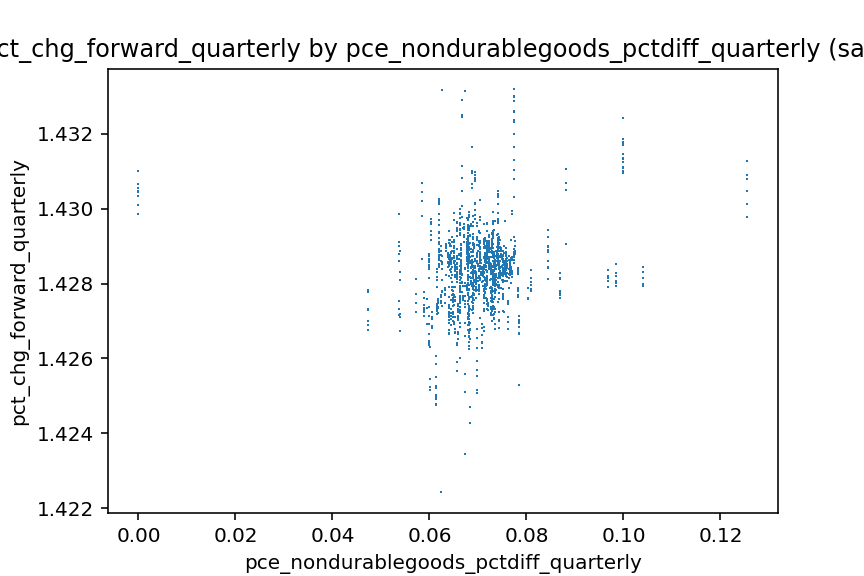 ct_chg_forward_quarterly by pce_nondurablegoods_pctdiff_quarterly (sa
1.432
1.430
1.428
1.426
1.424
1.422
pct_chg_forward_quarterly
0.00 0.02 0.04 0.06 0.08 0.10 0.12
pce_nondurablegoods_pctdiff_quarterly